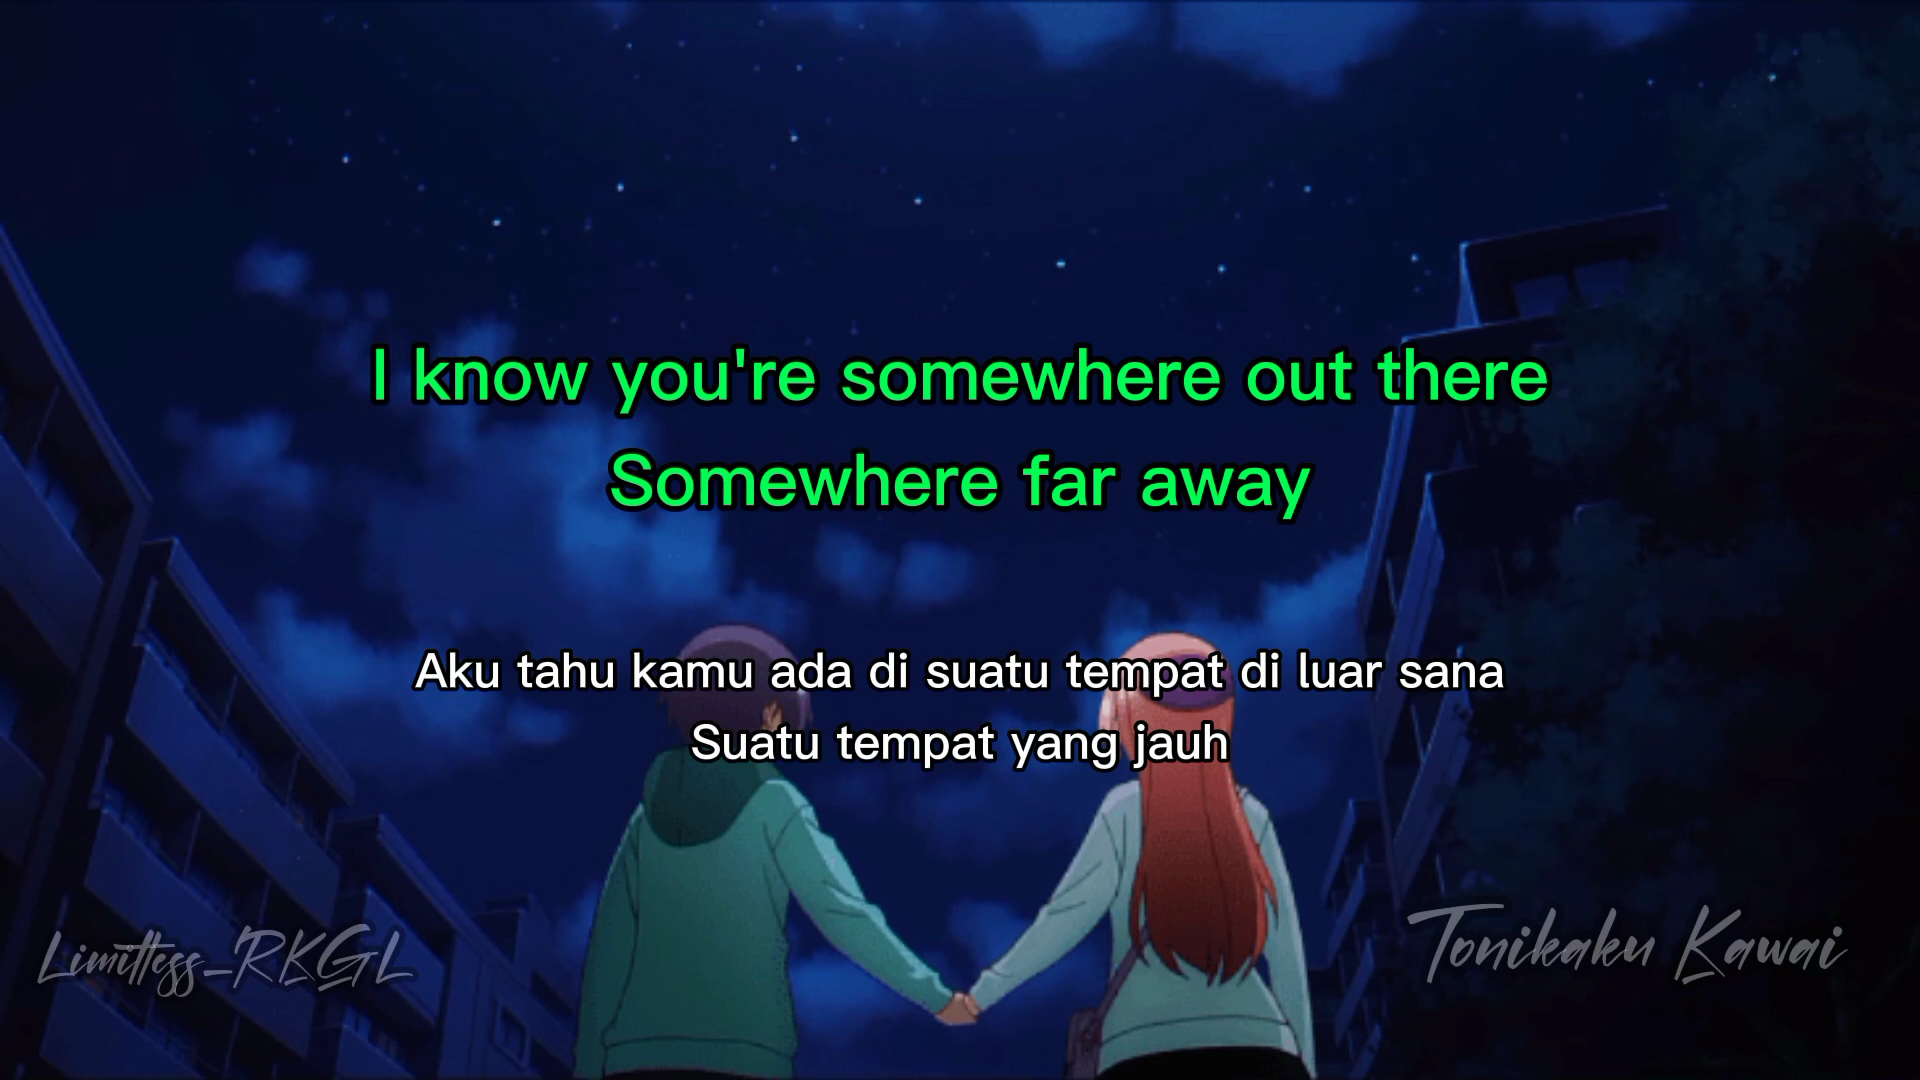 I know you're somewhere out there
Somewhere far away
Aku tahu kamu ada di suatu tempat di luar sana
Suatu tempat yang jauh
Limitless_RKGL
Tonikaku Kawai